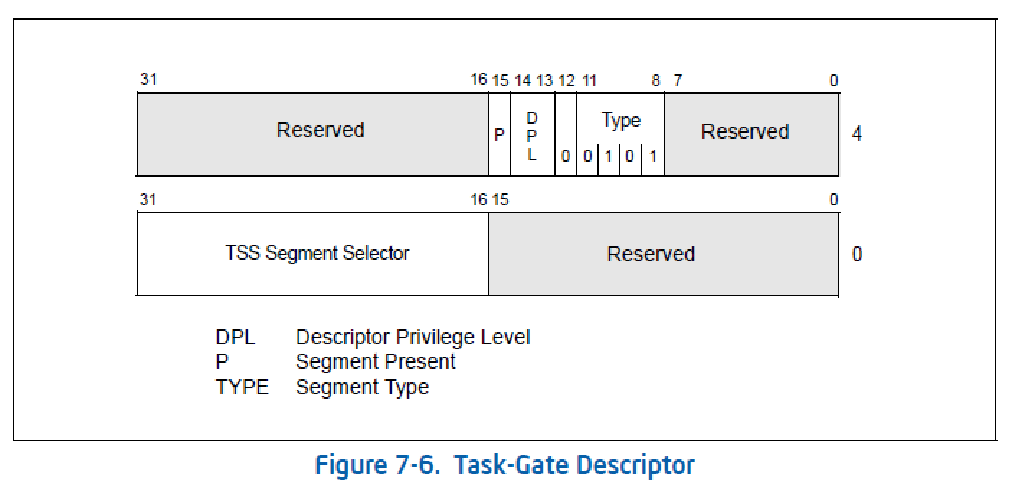 31 16 15 14 13 12 11 8 7 0
Reserved P D P L 0 Type 0 1 0 1 Reserved 4
31 16 15 0
TSS Segment Selector Reserved 0
DPL Descriptor Privilege Level
P Segment Present
TYPE Segment Type
Figure 7-6. Task-Gate Descriptor